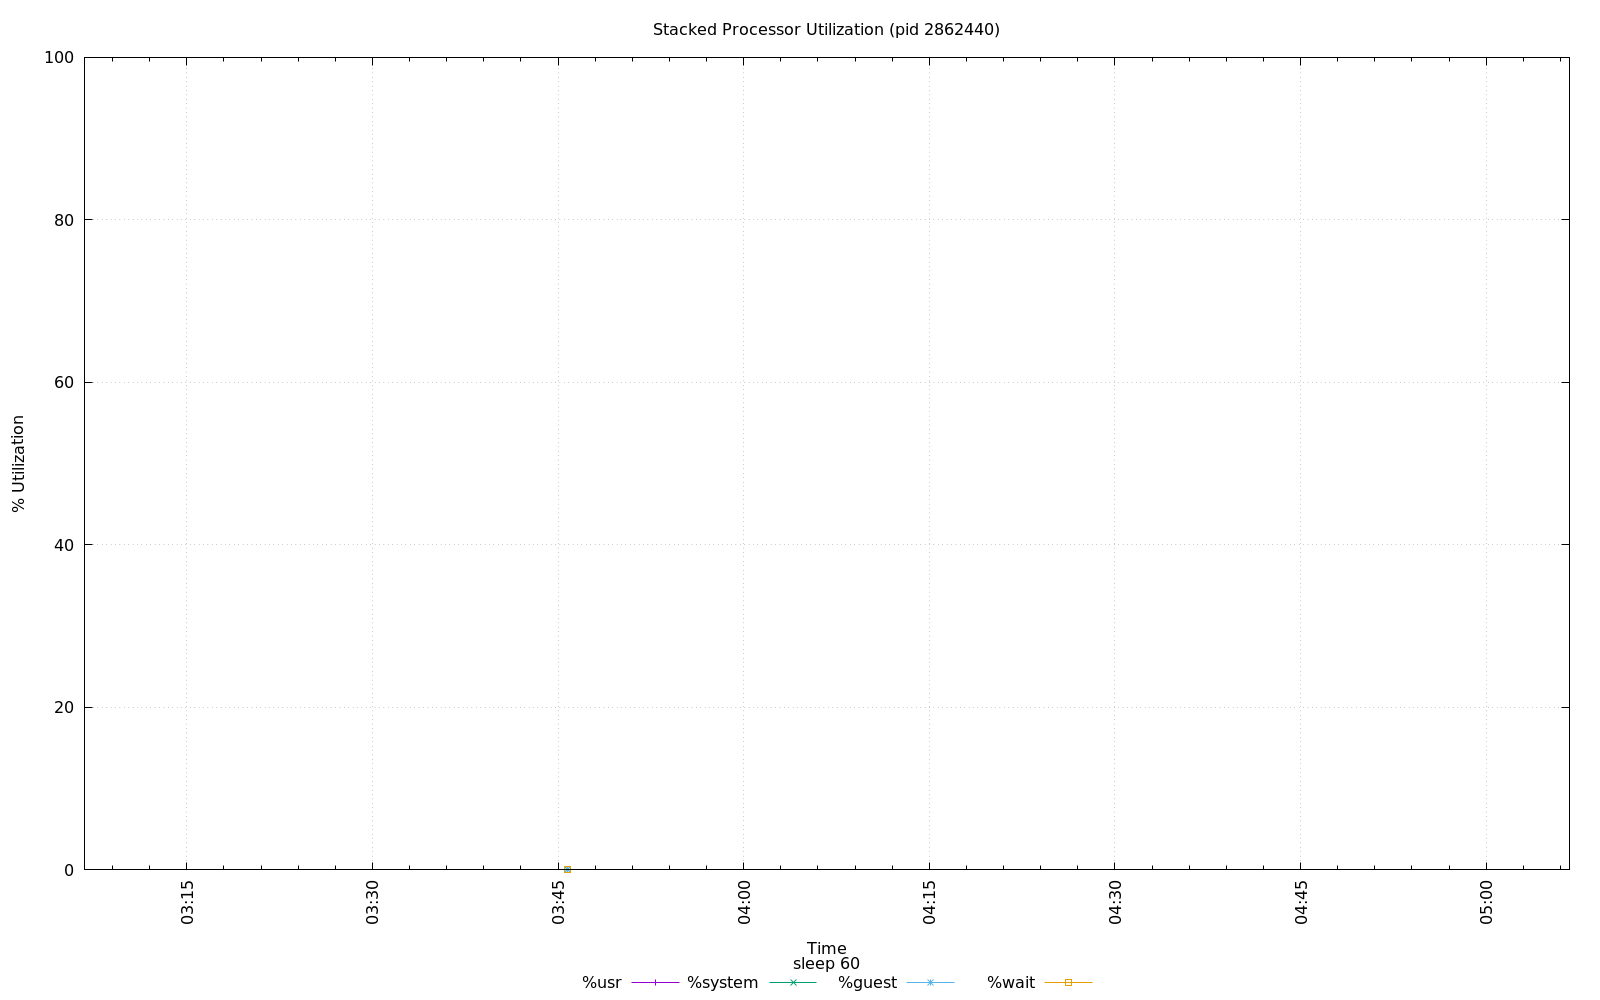 Stacked Processor Utilization (pid 2862440)
100
80
60
40
20
0
% Utilization
03:15 03:30 03:45 04:00 04:15 04:30 04:45 05:00
Time
sleep 60
%usr %system %guest %wait